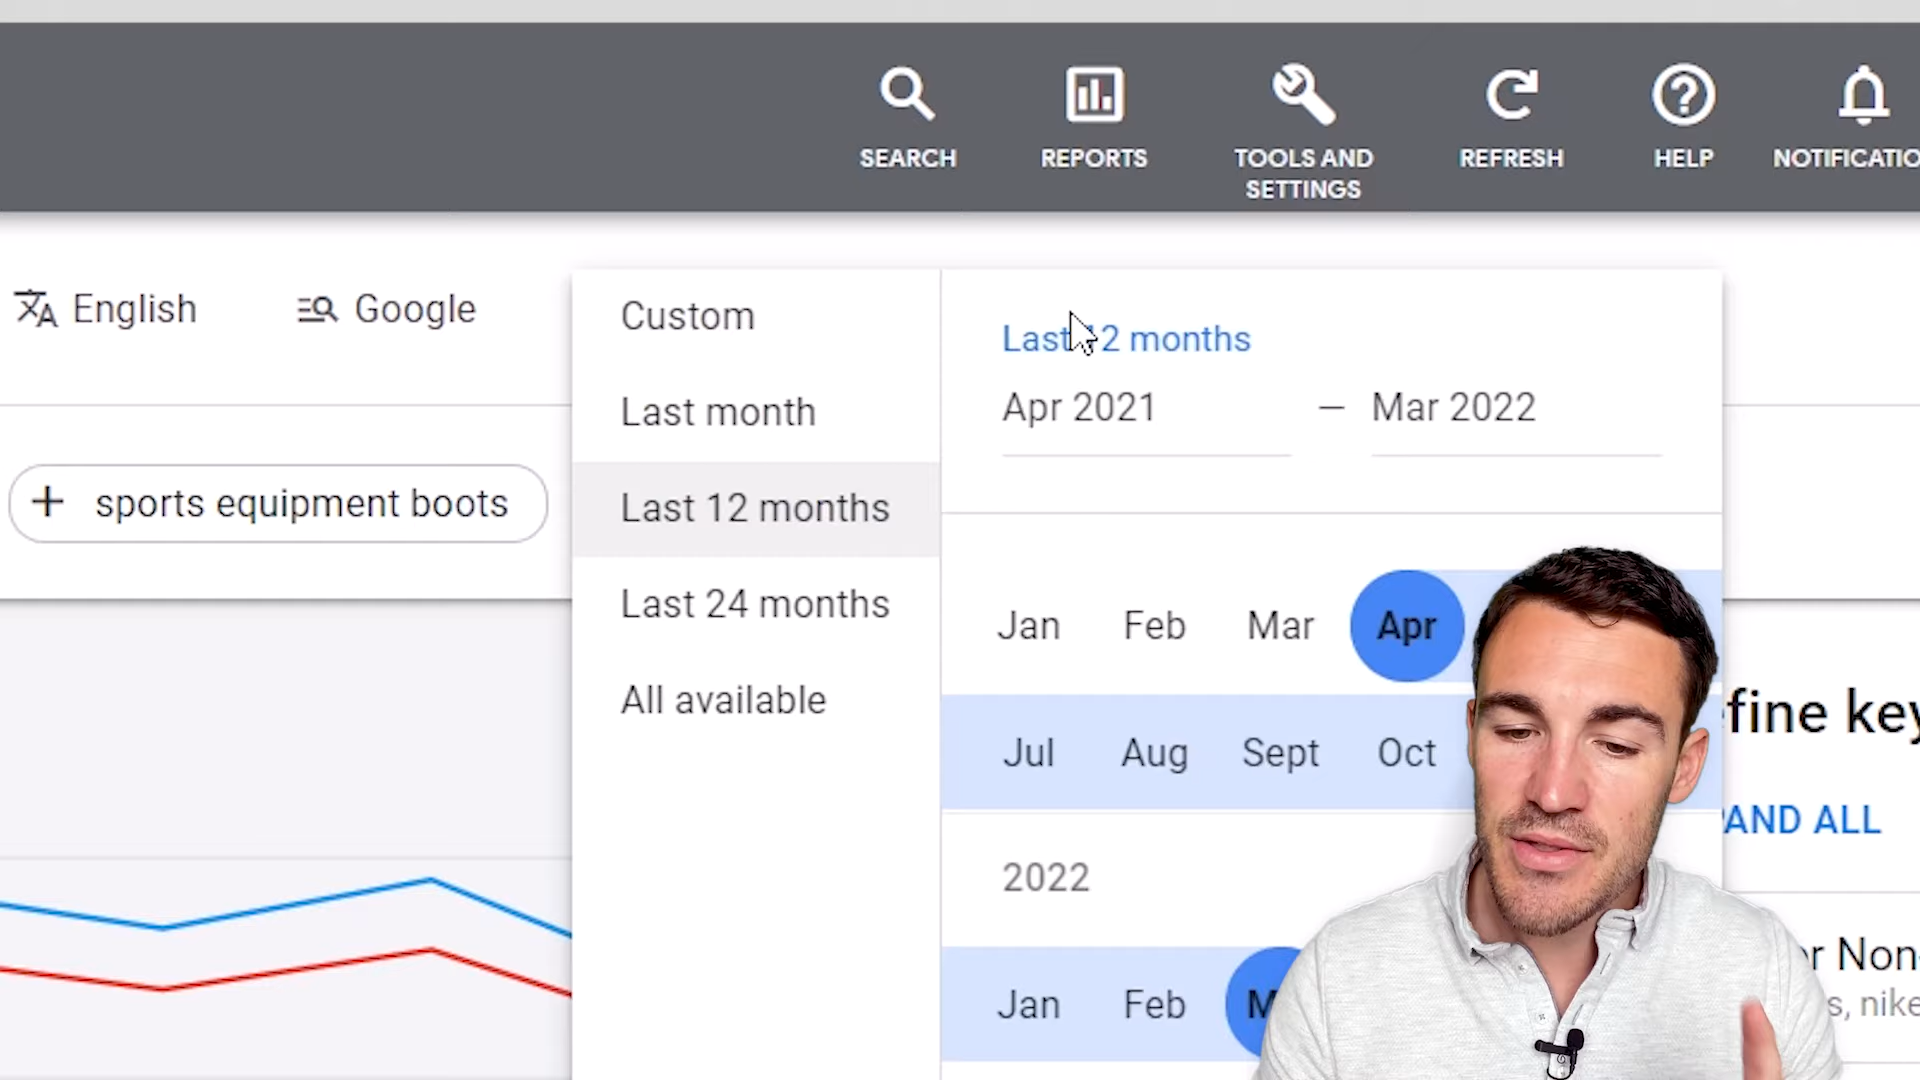 SEARCH
REPORTS
TOOLS AND
SETTINGS
REFRESH
HELP
NOTIFICATIO
English
Google
sports equipment boots
Custom
Last month
Last 12 months
Last 24 months
All available
Last 12 months
Apr 2021 — Mar 2022
Jan Feb Mar Apr
Jul Aug Sept Oct
2022
Jan Feb M
fine key
AND ALL
r Non-
s, nike